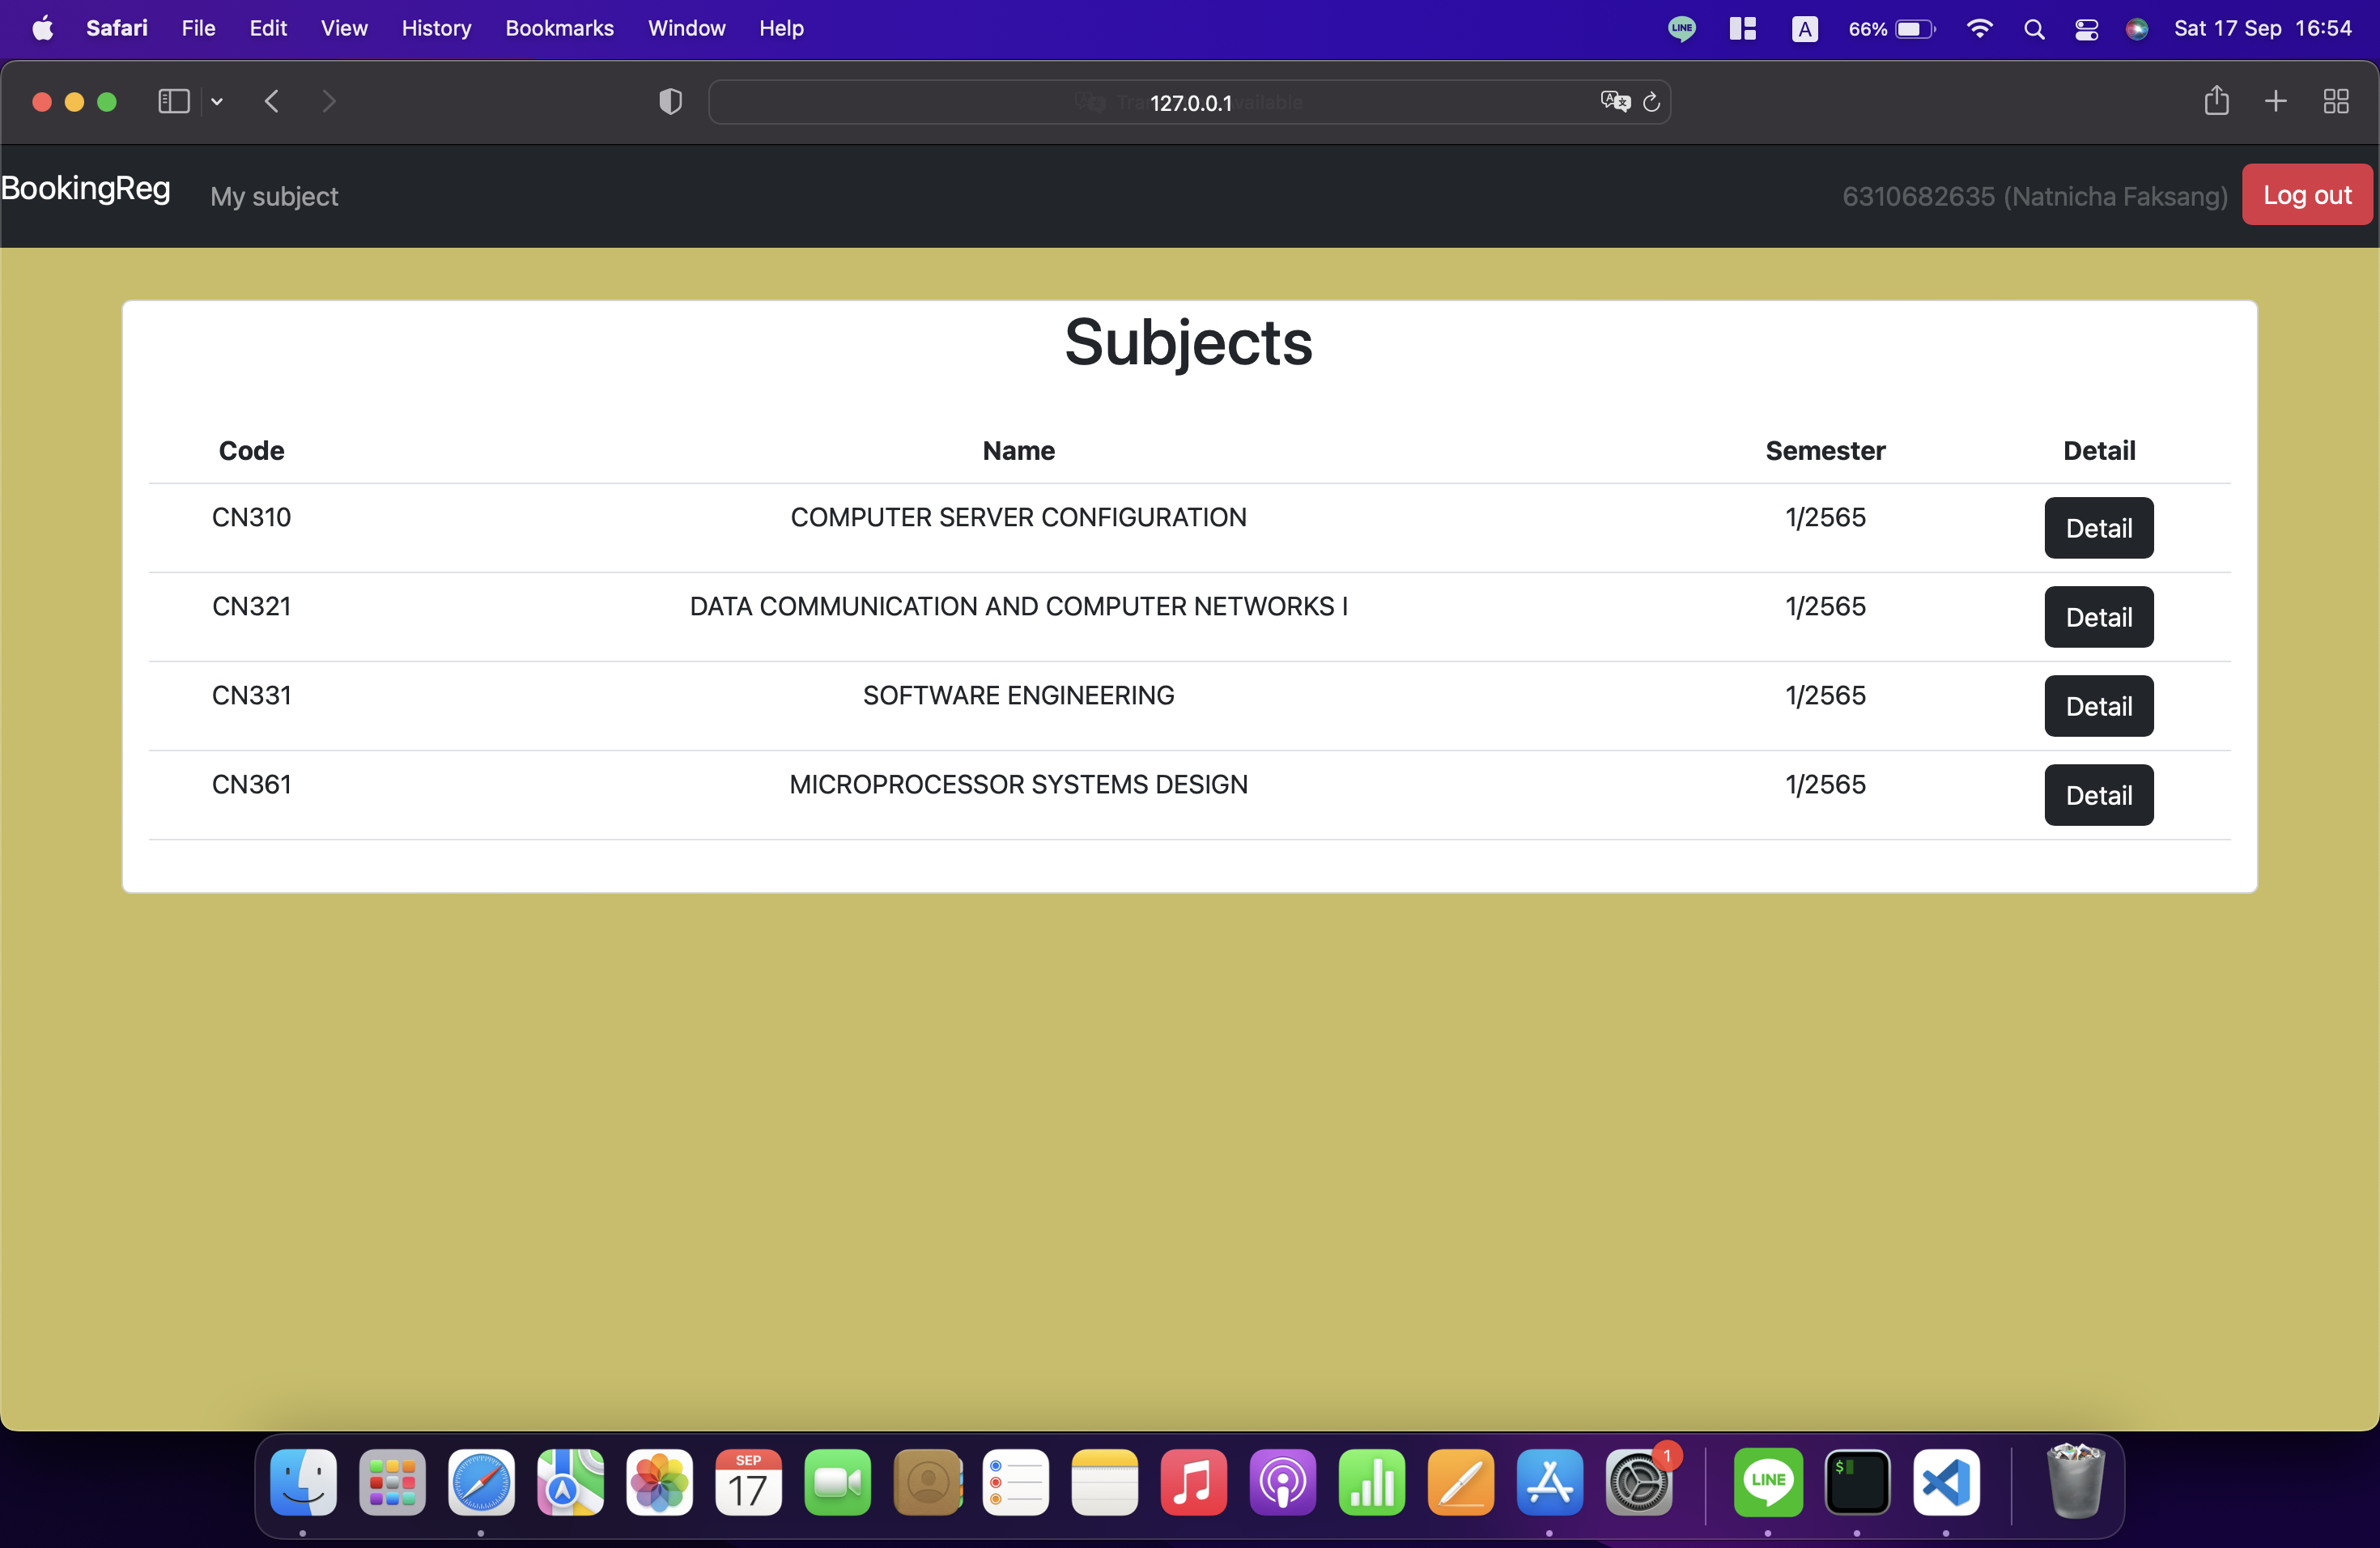 Safari File Edit View History Bookmarks Window Help LINE A 66% Sat 17 Sep 16:54
127.0.0.1
BookingReg My subject 6310682635 (Natnicha Faksang) Log out
Subjects
Code Name Semester Detail
CN310 COMPUTER SERVER CONFIGURATION 1/2565 Detail
CN321 DATA COMMUNICATION AND COMPUTER NETWORKS I 1/2565 Detail
CN331 SOFTWARE ENGINEERING 1/2565 Detail
CN361 MICROPROCESSOR SYSTEMS DESIGN 1/2565 Detail
SEP
17
1
LINE
$